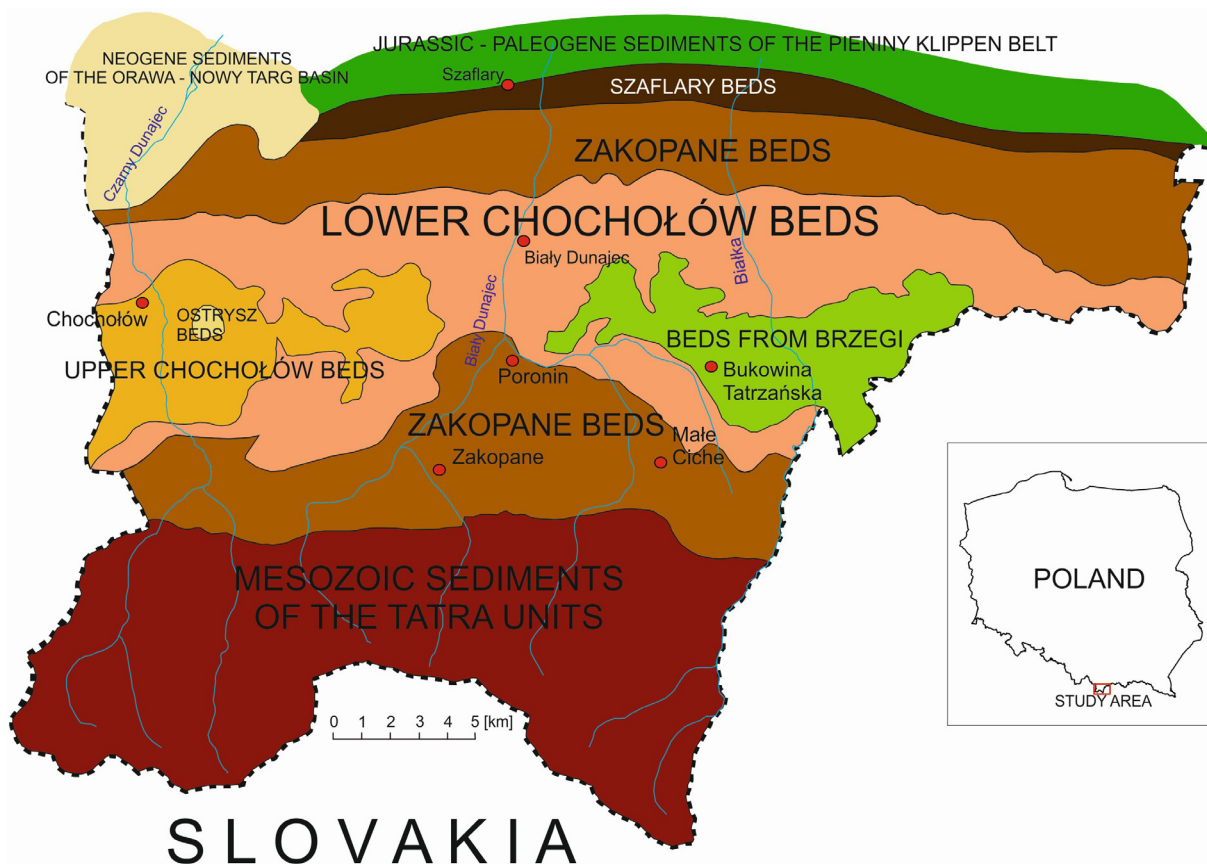 NEOGENE SEDIMENTS
OF THE ORAWA - NOWY TARG BASIN
JURASSIC - PALEOGENE SEDIMENTS OF THE PIENINY KLIPPEN BELT
Szaflary
SZAFLARY BEDS
Czarny Dunajec
ZAKOPANE BEDS
LOWER CHOCHOŁÓW BEDS
Biały Dunajec
Białka
Chochołów
OSTRYSZ
BEDS
UPPER CHOCHOŁÓW BEDS
Biały Dunajec
Poronin
BEDS FROM BRZEGI
Bukowina
Tatrzańska
ZAKOPANE BEDS
Zakopane
Małe
Ciche
MESOZOIC SEDIMENTS
OF THE TATRA UNITS
0 1 2 3 4 5 [km]
SLOVAKIA
POLAND
STUDY AREA